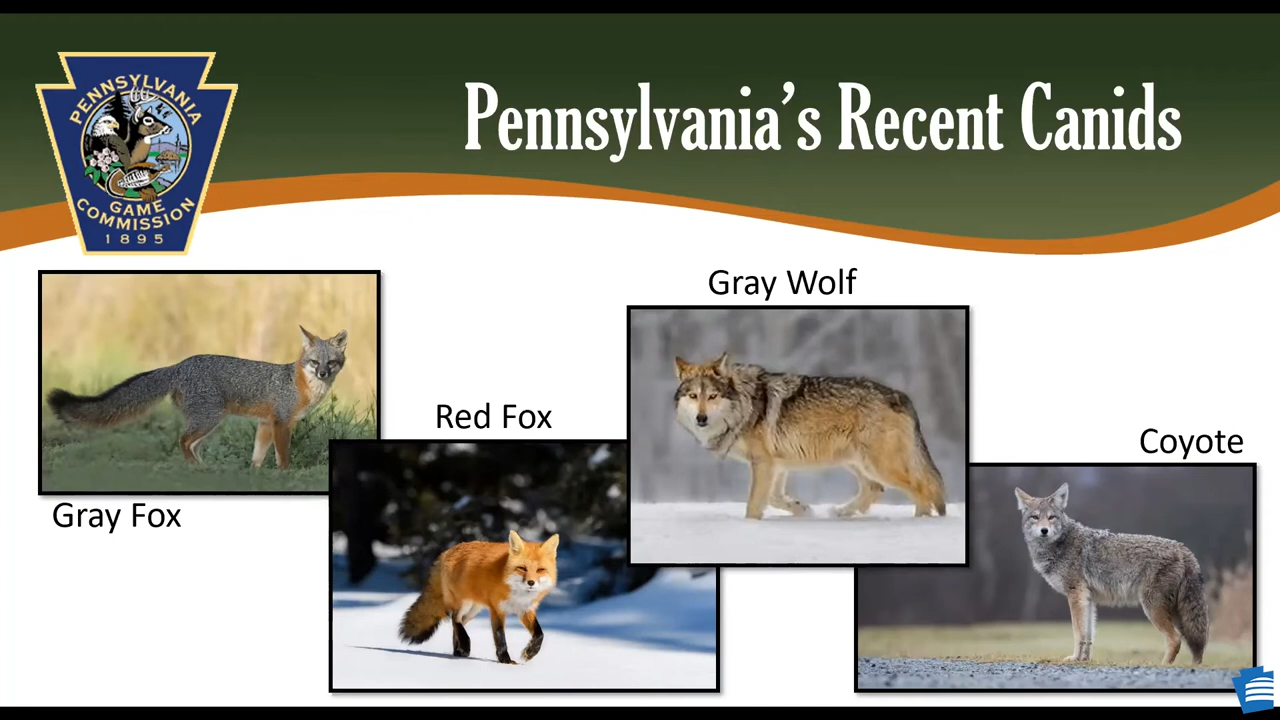 PENNSYLVANIA
GAME
COMMISSION
1895
Pennsylvania's Recent Canids
Gray Wolf
Red Fox
Coyote
Gray Fox